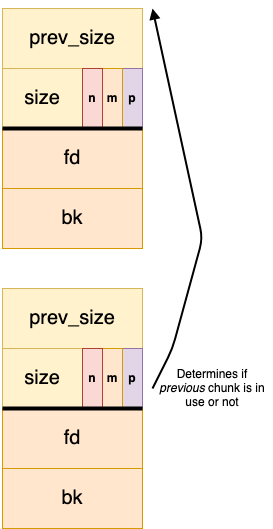 prev_size
size n m p
fd
bk
prev_size
size n m p
Determines if
previous chunk is in
use or not
fd
bk